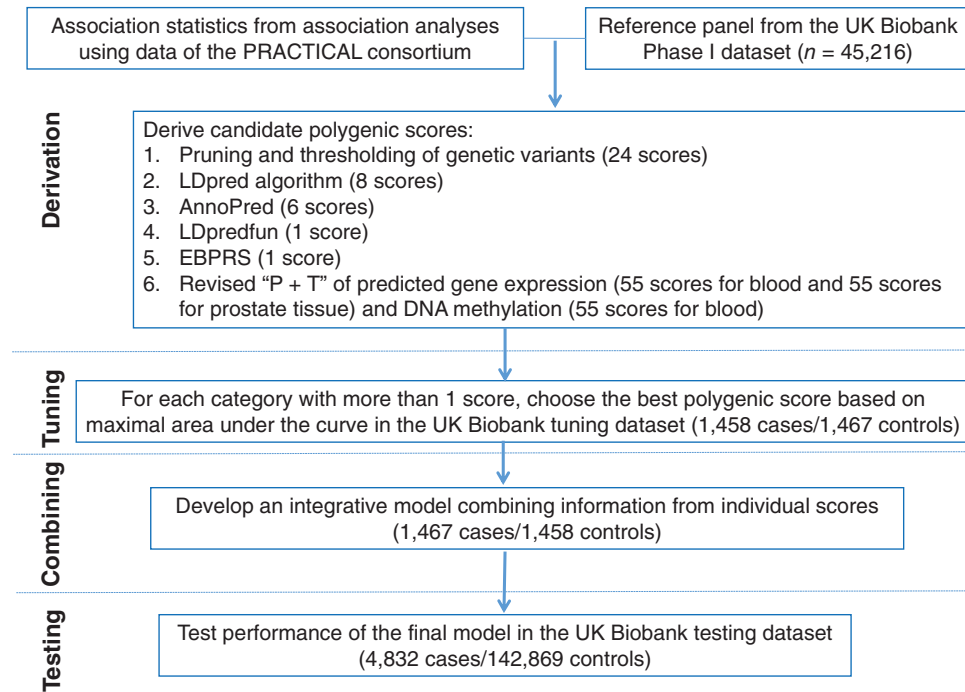 Association statistics from association analyses
using data of the PRACTICAL consortium
Reference panel from the UK Biobank
Phase I dataset (n = 45,216)
Derivation
Derive candidate polygenic scores:
1. Pruning and thresholding of genetic variants (24 scores)
2. LDpred algorithm (8 scores)
3. AnnoPred (6 scores)
4. LDpredfun (1 score)
5. EBPRS (1 score)
6. Revised “P + T” of predicted gene expression (55 scores for blood and 55 scores
for prostate tissue) and DNA methylation (55 scores for blood)
Tuning
For each category with more than 1 score, choose the best polygenic score based on
maximal area under the curve in the UK Biobank tuning dataset (1,458 cases/1,467 controls)
Combining
Develop an integrative model combining information from individual scores
(1,467 cases/1,458 controls)
Testing
Test performance of the final model in the UK Biobank testing dataset
(4,832 cases/142,869 controls)